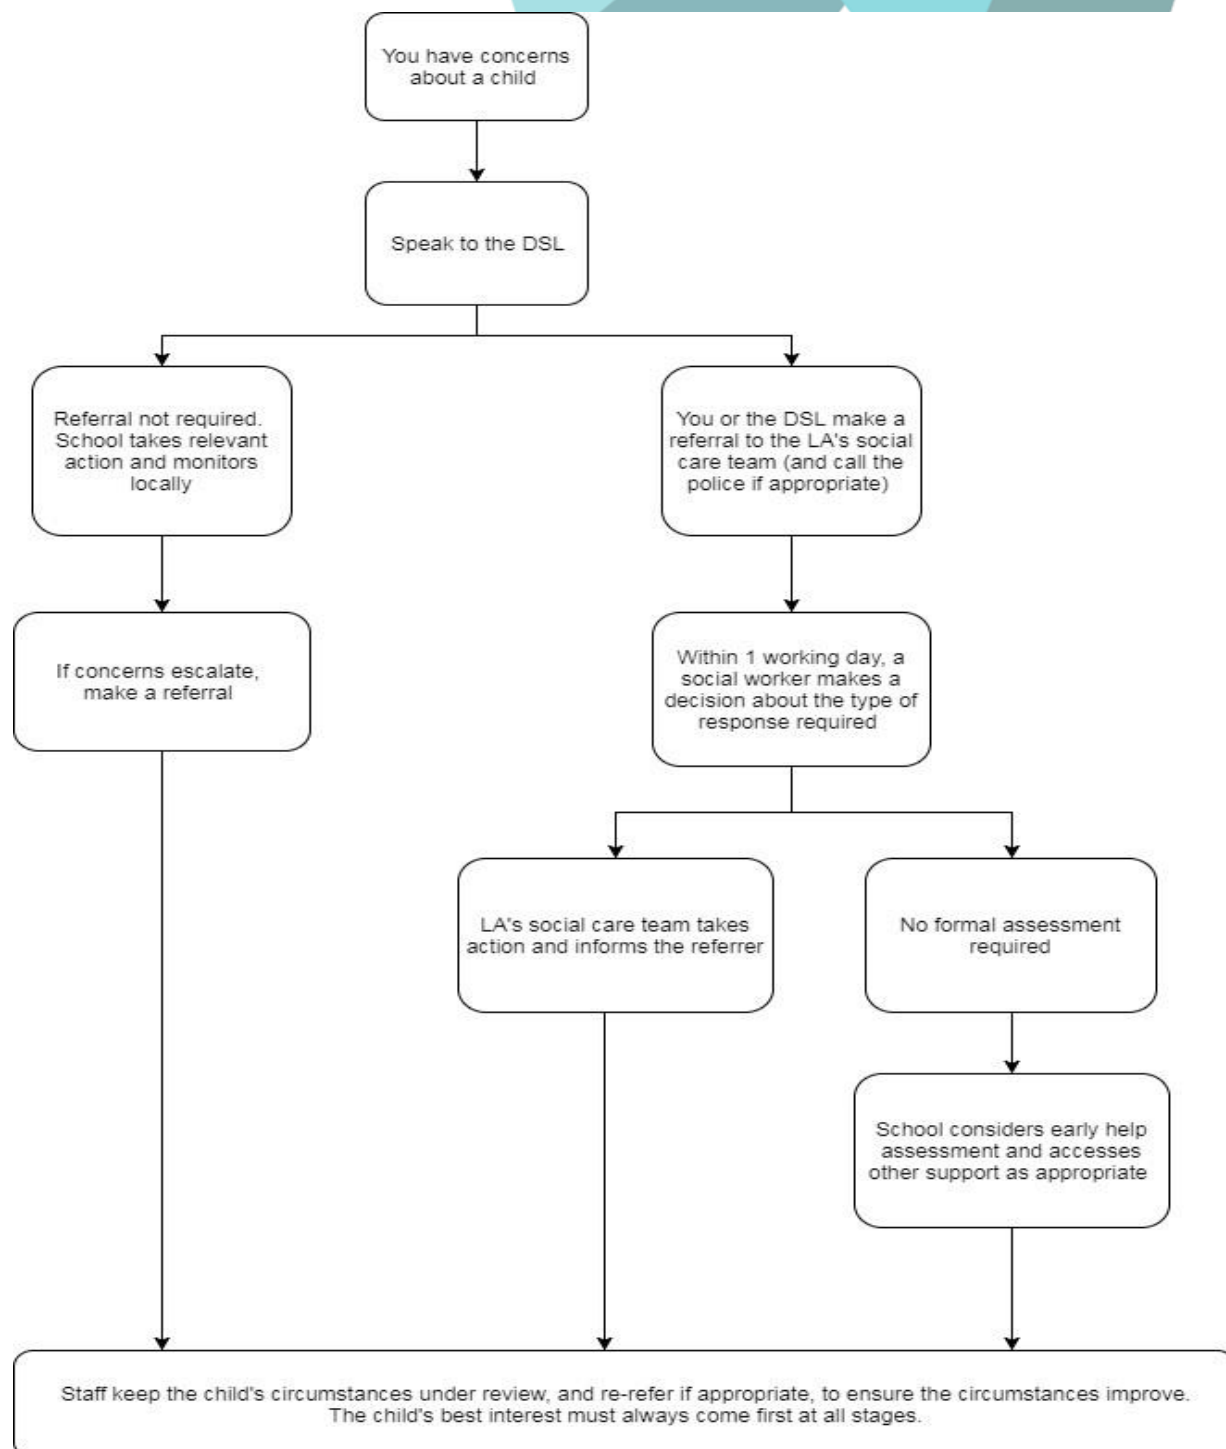 You have concerns
about a child
Speak to the DSL
Referral not required.
School takes relevant
action and monitors
locally
You or the DSL make a
referral to the LA's social
care team (and call the
police if appropriate)
If concerns escalate,
make a referral
Within 1 working day, a
social worker makes a
decision about the type of
response required
LA's social care team takes
action and informs the referrer
No formal assessment
required
School considers early help
assessment and accesses
other support as appropriate
Staff keep the child's circumstances under review, and re-refer if appropriate, to ensure the circumstances improve.
The child's best interest must always come first at all stages.